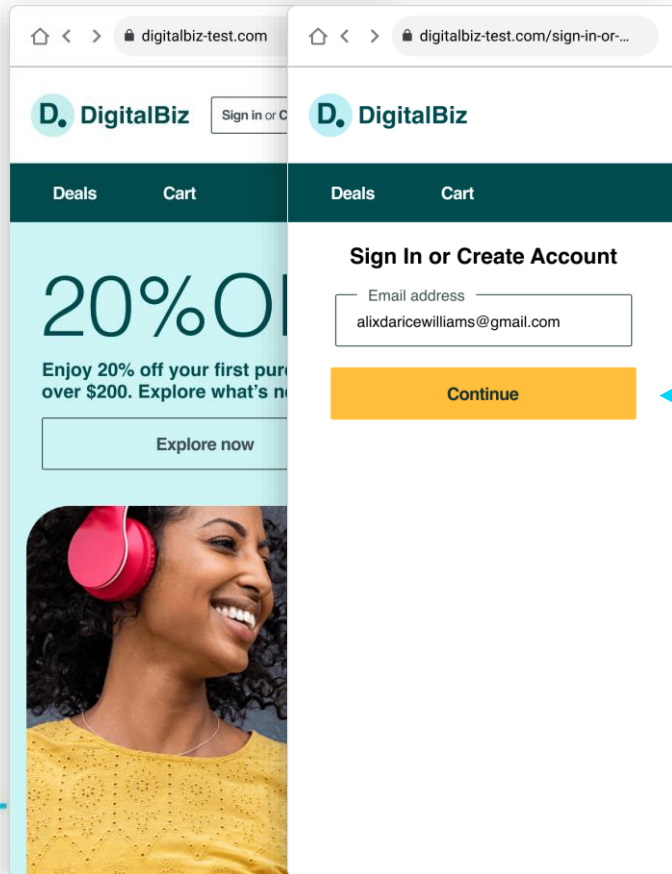 digitalbiz-test.com
D. DigitalBiz
Sign in or C
Deals Cart
20%O
Enjoy 20% off your first pur
over $200. Explore what's n
Explore now
digitalbiz-test.com/sign-in-or-...
D. DigitalBiz
Deals Cart
Sign In or Create Account
Email address
alixdaricewilliams@gmail.com
Continue